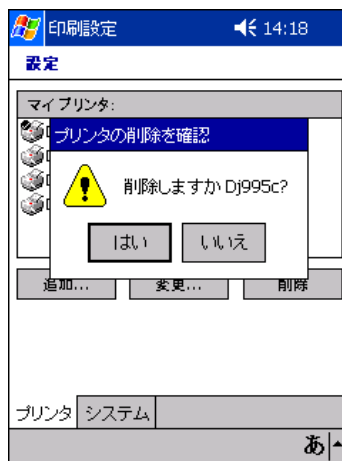 印刷設定 14:18
設定
マイ プリンタ:
プリンタの削除を確認
削除しますか Dj995c?
はい いいえ
追加... 変更... 削除
プリンタ システム
あ